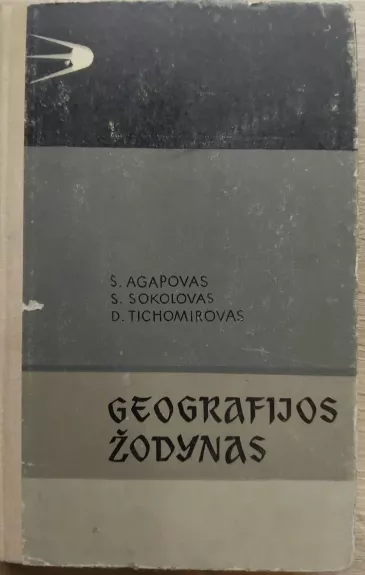 S. AGAPOVAS
S. SOKOLOVAS
D. TICHOMIROVAS
GEOGRAFIJOS
ŽODYNAS